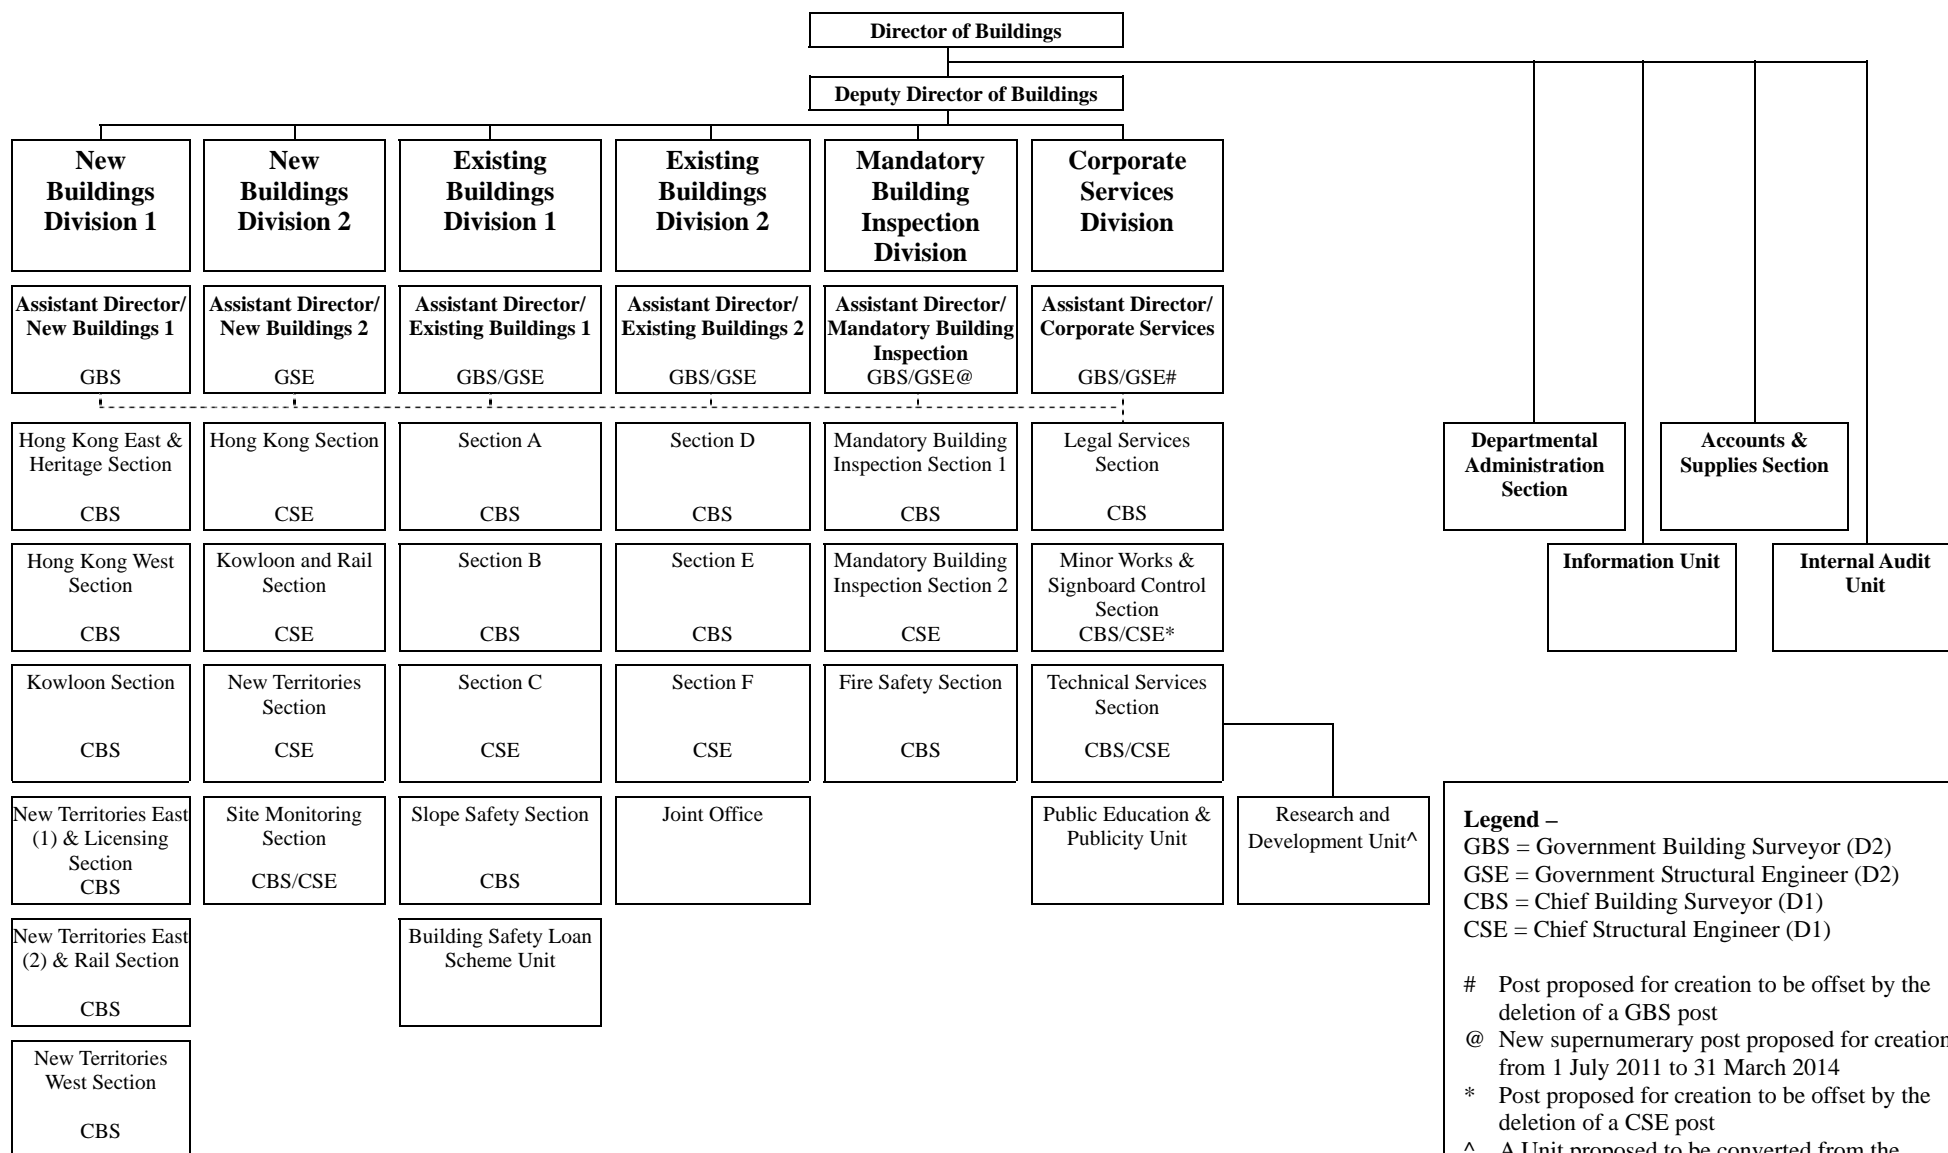 Director of Buildings
Deputy Director of Buildings
New
Buildings
Division 1
New
Buildings
Division 2
Existing
Buildings
Division 1
Existing
Buildings
Division 2
Mandatory
Building
Inspection
Division
Corporate
Services
Division
Assistant Director/
New Buildings 1
GBS
Assistant Director/
New Buildings 2
GSE
Assistant Director/
Existing Buildings 1
GBS/GSE
Assistant Director/
Existing Buildings 2
GBS/GSE
Assistant Director/
Mandatory Building
Inspection
GBS/GSE@
Assistant Director/
Corporate Services
GBS/GSE#
Hong Kong East &
Heritage Section
CBS
Hong Kong Section
CSE
Section A
CBS
Section D
CBS
Mandatory Building
Inspection Section 1
CBS
Legal Services
Section
CBS
Departmental
Administration
Section
Accounts &
Supplies Section
Hong Kong West
Section
CBS
Kowloon and Rail
Section
CSE
Section B
CBS
Section E
CBS
Mandatory Building
Inspection Section 2
CSE
Minor Works &
Signboard Control
Section
CBS/CSE*
Information Unit
Internal Audit
Unit
Kowloon Section
CBS
New Territories
Section
CSE
Section C
CSE
Section F
CSE
Fire Safety Section
CBS
Technical Services
Section
CBS/CSE
New Territories East
(1) & Licensing
Section
CBS
Site Monitoring
Section
CBS/CSE
Slope Safety Section
CBS
Joint Office
Public Education &
Publicity Unit
Research and
Development Unit^
New Territories East
(2) & Rail Section
CBS
Building Safety Loan
Scheme Unit
New Territories
West Section
CBS
Legend –
GBS = Government Building Surveyor (D2)
GSE = Government Structural Engineer (D2)
CBS = Chief Building Surveyor (D1)
CSE = Chief Structural Engineer (D1)
# Post proposed for creation to be offset by the
deletion of a GBS post
@ New supernumerary post proposed for creation
from 1 July 2011 to 31 March 2014
* Post proposed for creation to be offset by the
deletion of a CSE post
^ A Unit proposed to be converted from the